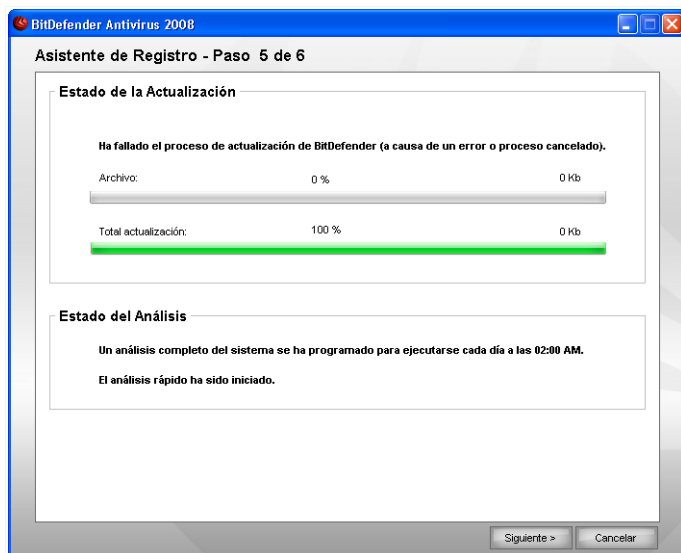 BitDefender Antivirus 2008
Asistente de Registro - Paso 5 de 6
Estado de la Actualización
Ha fallado el proceso de actualización de BitDefender (a causa de un error o proceso cancelado).
Archivo: 0 % 0 Kb
Total actualización: 100 % 0 Kb
Estado del Análisis
Un análisis completo del sistema se ha programado para ejecutarse cada día a las 02:00 AM.
El análisis rápido ha sido iniciado.
Siguiente > Cancelar